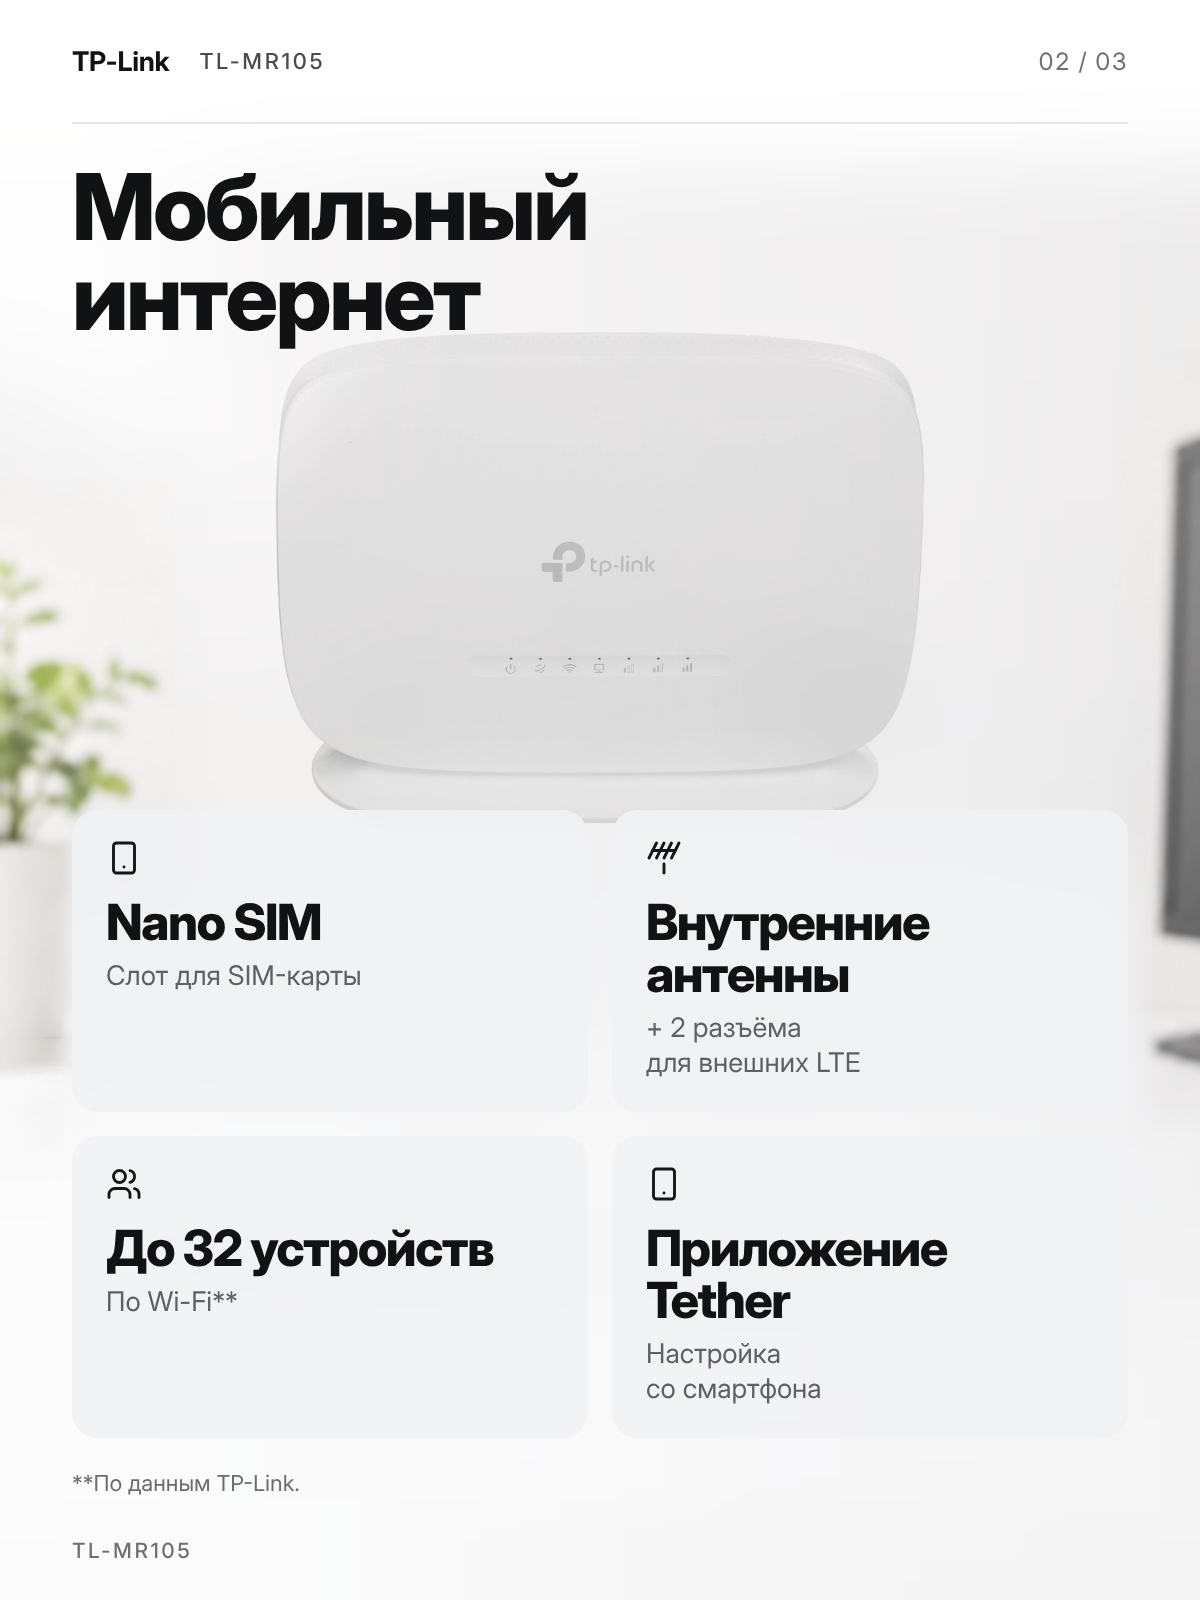 TP-Link TL-MR105 02 / 03
Мобильный
интернет
tp-link
Nano SIM
Слот для SIM-карты
Внутренние
антенны
+ 2 разъёма
для внешних LTE
До 32 устройств
По Wi-Fi**
Приложение
Tether
Настройка
со смартфона
**По данным TP-Link.
TL-MR105